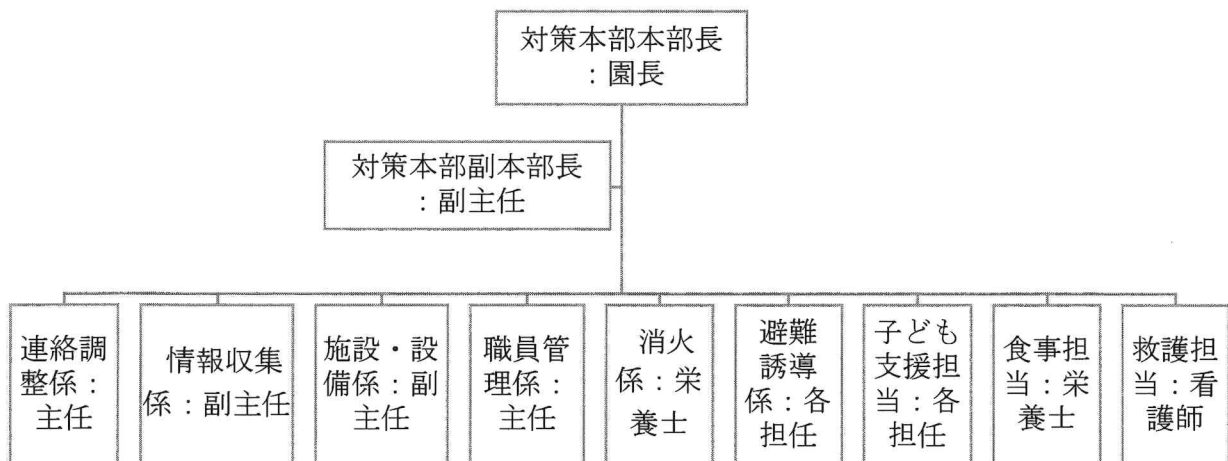 対策本部本部長
：園長
対策本部副本部長
：副主任
連絡調
整係：
主任
情報収集
係：副主任
施設・設
備係：副
主任
職員管
理係：
主任
消火
係：栄
養士
避難
誘導
係：各
担任
子ども
支援担
当：各
担任
食事担
当：栄
養士
救護担
当：看
護師